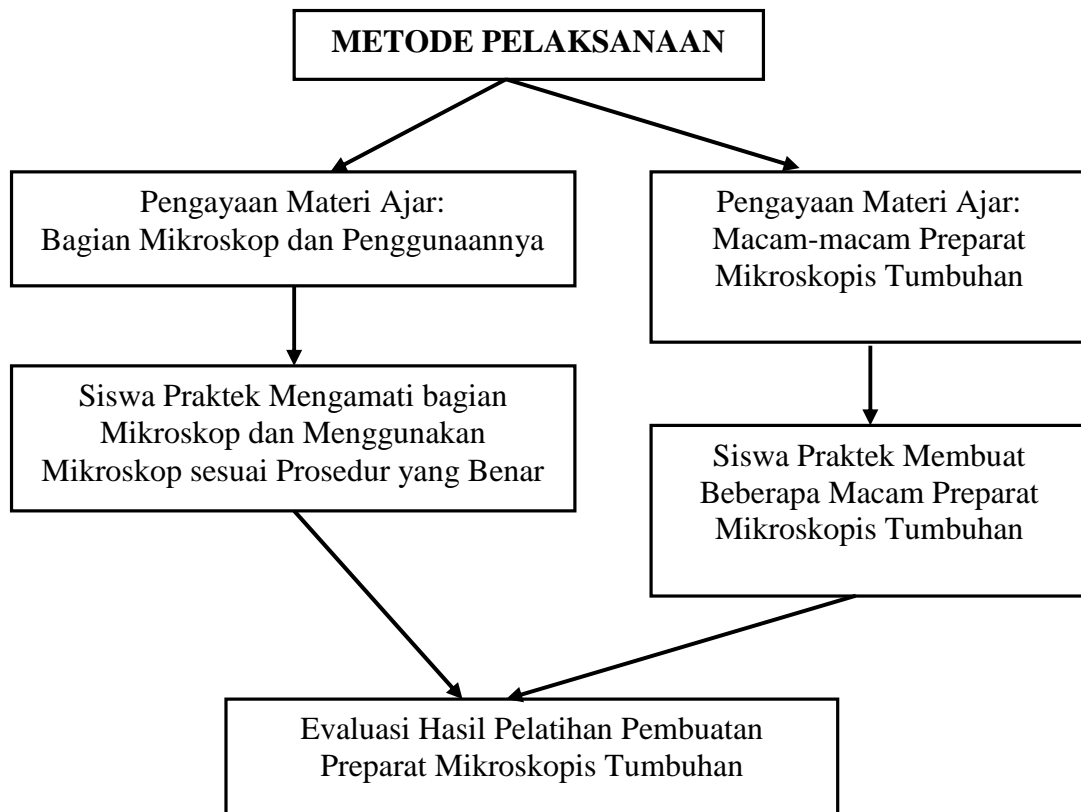 METODE PELAKSANAAN
Pengayaan Materi Ajar:
Bagian Mikroskop dan Penggunaannya
Pengayaan Materi Ajar:
Macam-macam Preparat
Mikroskopis Tumbuhan
Siswa Praktek Mengamati bagian
Mikroskop dan Menggunakan
Mikroskop sesuai Prosedur yang Benar
Siswa Praktek Membuat
Beberapa Macam Preparat
Mikroskopis Tumbuhan
Evaluasi Hasil Pelatihan Pembuatan
Preparat Mikroskopis Tumbuhan